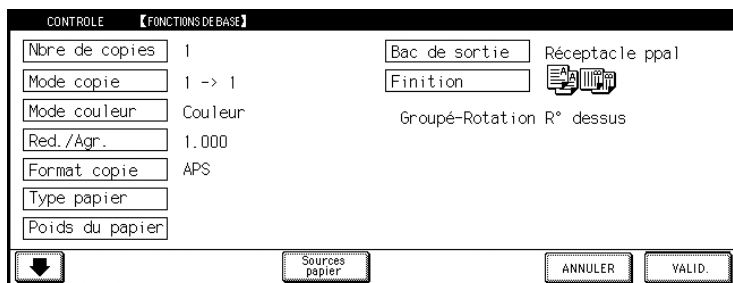 CONTROLE 【FONCTIONS DE BASE】
Nbre de copies 1
Mode copie 1 -> 1
Mode couleur Couleur
Red./Agr. 1.000
Format copie APS
Type papier
Poids du papier
Bac de sortie Réceptacle ppal
Finition
Groupé-Rotation R° dessus
Sources
papier
ANNULER
VALID.